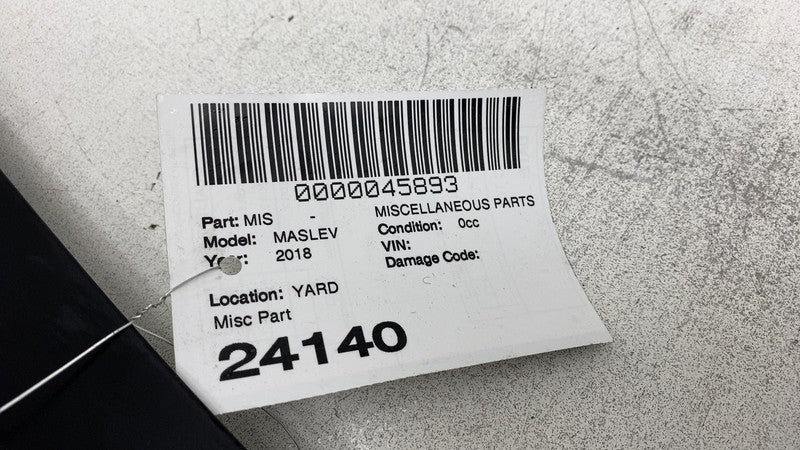 0000045893
Part: MIS - MISCELLANEOUS PARTS
Model: MASLEV Condition: 0cc
Year: 2018 VIN:
Damage Code:
Location: YARD
Misc Part
24140